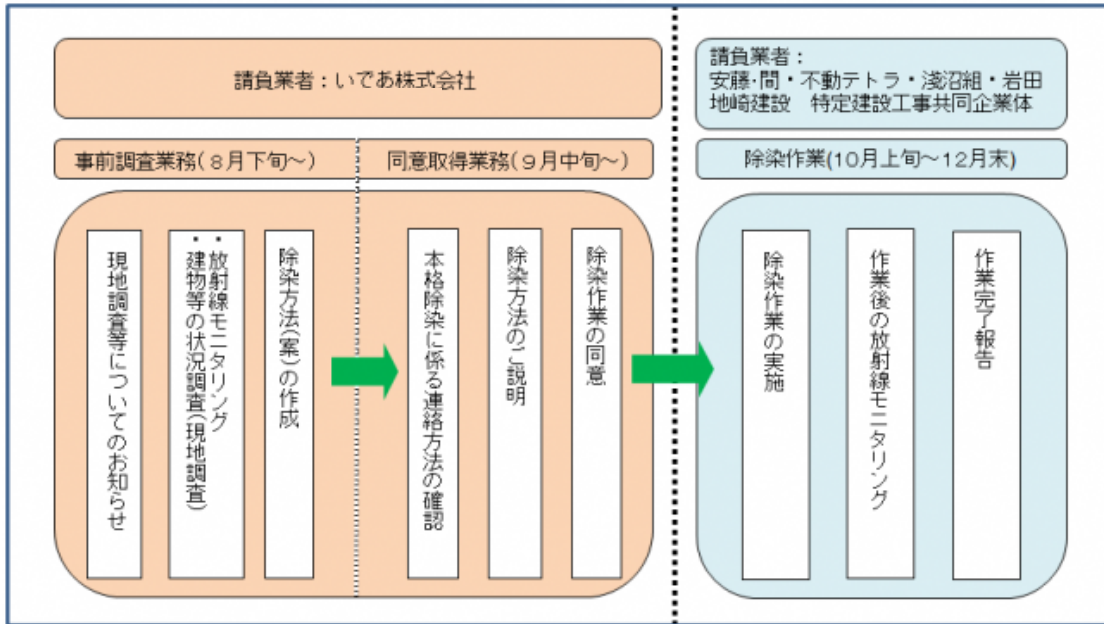 請負業者：いであ株式会社
事前調査業務(８月下旬～)
同意取得業務(９月中旬～)
現地調査等についてのお知らせ
・放射線モニタリング
・建物等の状況調査(現地調査)
除染方法(案)の作成
本格除染に係る連絡方法の確認
除染方法のご説明
除染作業の同意
請負業者：
安藤･間・不動テトラ・淺沼組・岩田
地崎建設　特定建設工事共同企業体
除染作業(10月上旬～12月末)
除染作業の実施
作業後の放射線モニタリング
作業完了報告